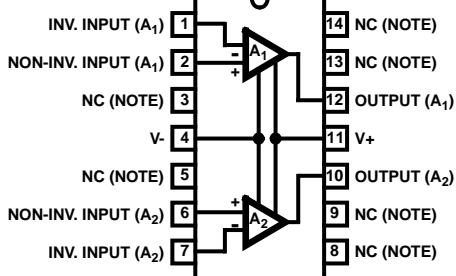 INV. INPUT (A1) 1 14 NC (NOTE)
A1
-
NON-INV. INPUT (A1) 2 13 NC (NOTE)
+
NC (NOTE) 3 12 OUTPUT (A1)
V- 4 11 V+
NC (NOTE) 5 10 OUTPUT (A2)
+
NON-INV. INPUT (A2) 6 9 NC (NOTE)
A2
-
INV. INPUT (A2) 7 8 NC (NOTE)